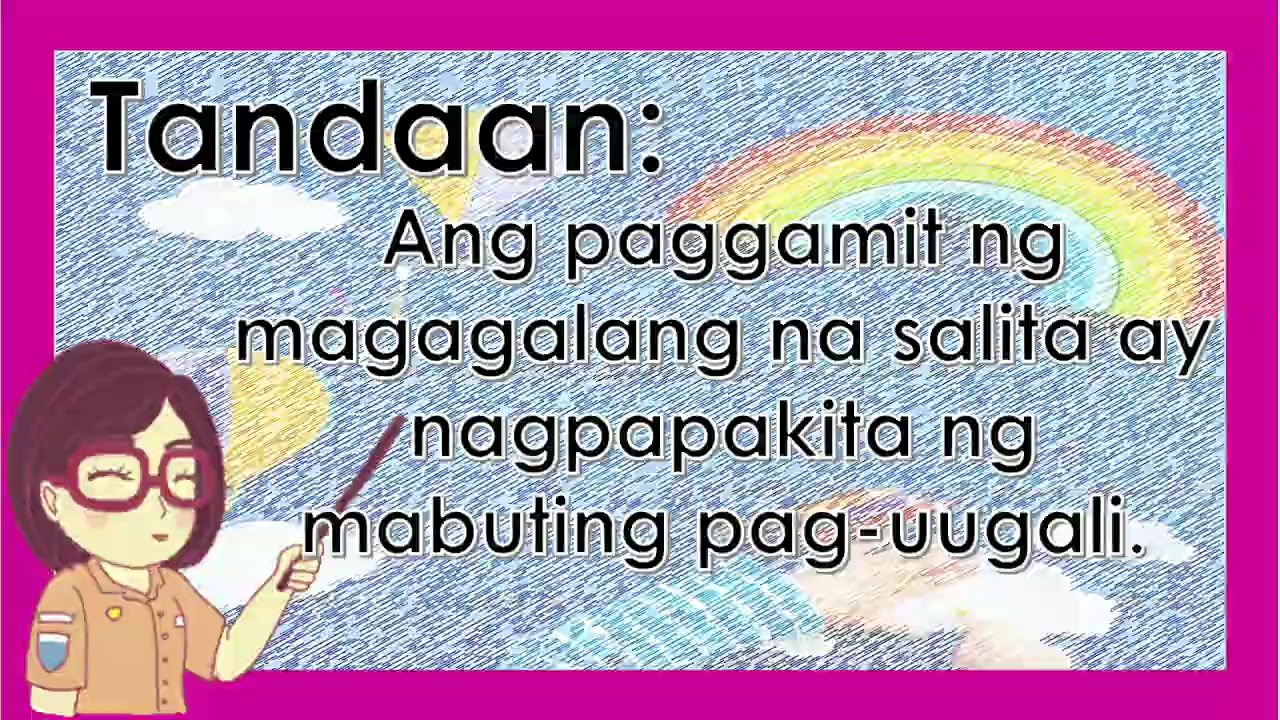 Tandaan:
Ang paggamit ng
magagalang na salita ay
nagpapakita ng
mabuting pag-uugali.